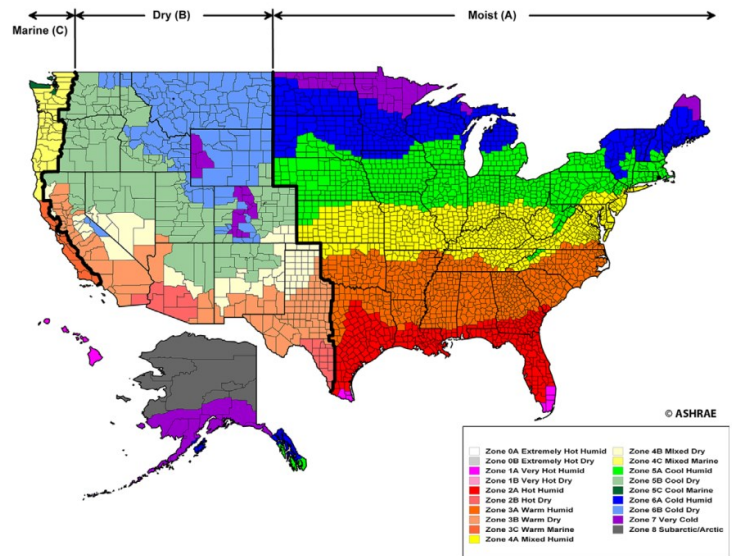 Marine (C)
Dry (B)
Moist (A)
© ASHRAE
Zone 0A Extremely Hot Humid
Zone 0B Extremely Hot Dry
Zone 1A Very Hot Humid
Zone 1B Very Hot Dry
Zone 2A Hot Humid
Zone 2B Hot Dry
Zone 3A Warm Humid
Zone 3B Warm Dry
Zone 3C Warm Marine
Zone 4A Mixed Humid
Zone 4B Mixed Dry
Zone 4C Mixed Marine
Zone 5A Cool Humid
Zone 5B Cool Dry
Zone 5C Cool Marine
Zone 6A Cold Humid
Zone 6B Cold Dry
Zone 7 Very Cold
Zone 8 Subarctic/Arctic